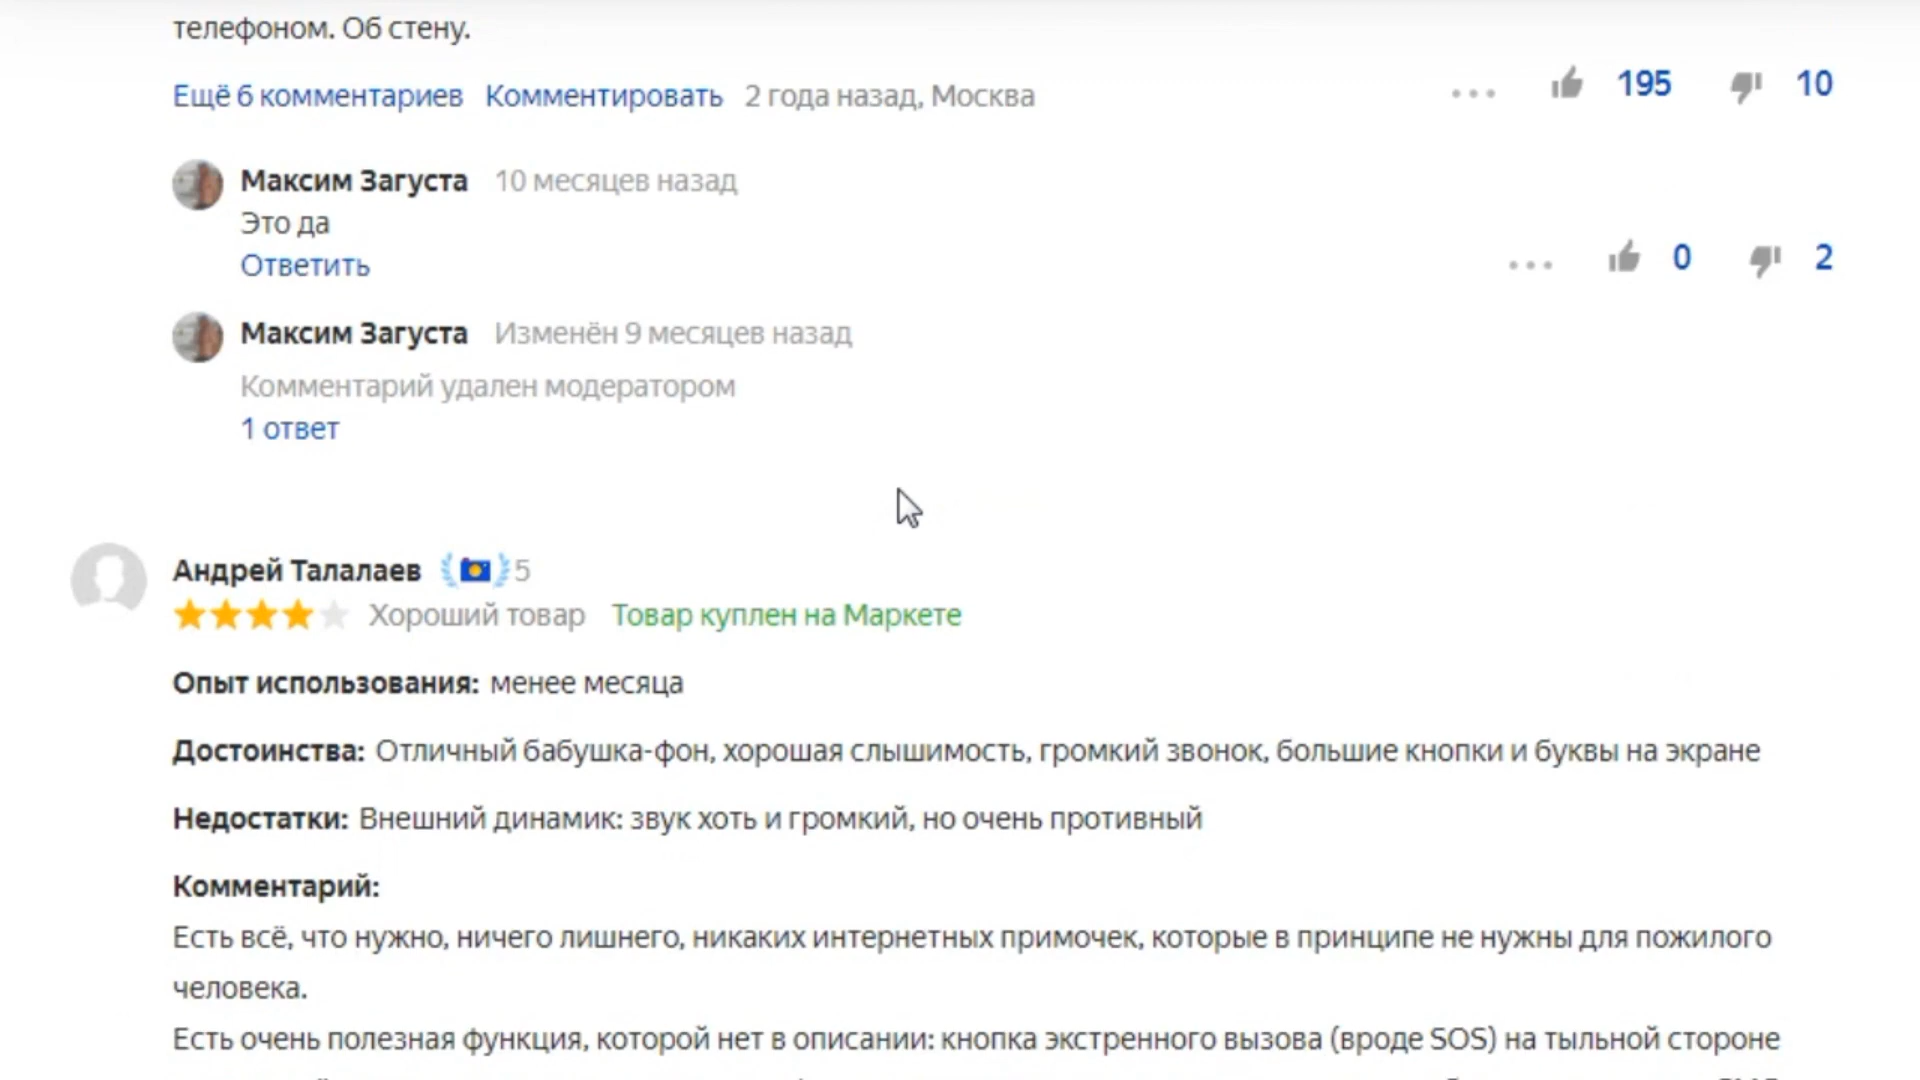 телефоном. Об стену.
Ещё 6 комментариев Комментировать 2 года назад, Москва ... 195 10
Максим Загуста 10 месяцев назад
Это да
Ответить ... 0 2
Максим Загуста Изменён 9 месяцев назад
Комментарий удален модератором
1 ответ
Андрей Талалаев 5
Хороший товар Товар куплен на Маркете
Опыт использования: менее месяца
Достоинства: Отличный бабушка-фон, хорошая слышимость, громкий звонок, большие кнопки и буквы на экране
Недостатки: Внешний динамик: звук хоть и громкий, но очень противный
Комментарий:
Есть всё, что нужно, ничего лишнего, никаких интернетных примочек, которые в принципе не нужны для пожилого
человека.
Есть очень полезная функция, которой нет в описании: кнопка экстренного вызова (вроде SOS) на тыльной стороне